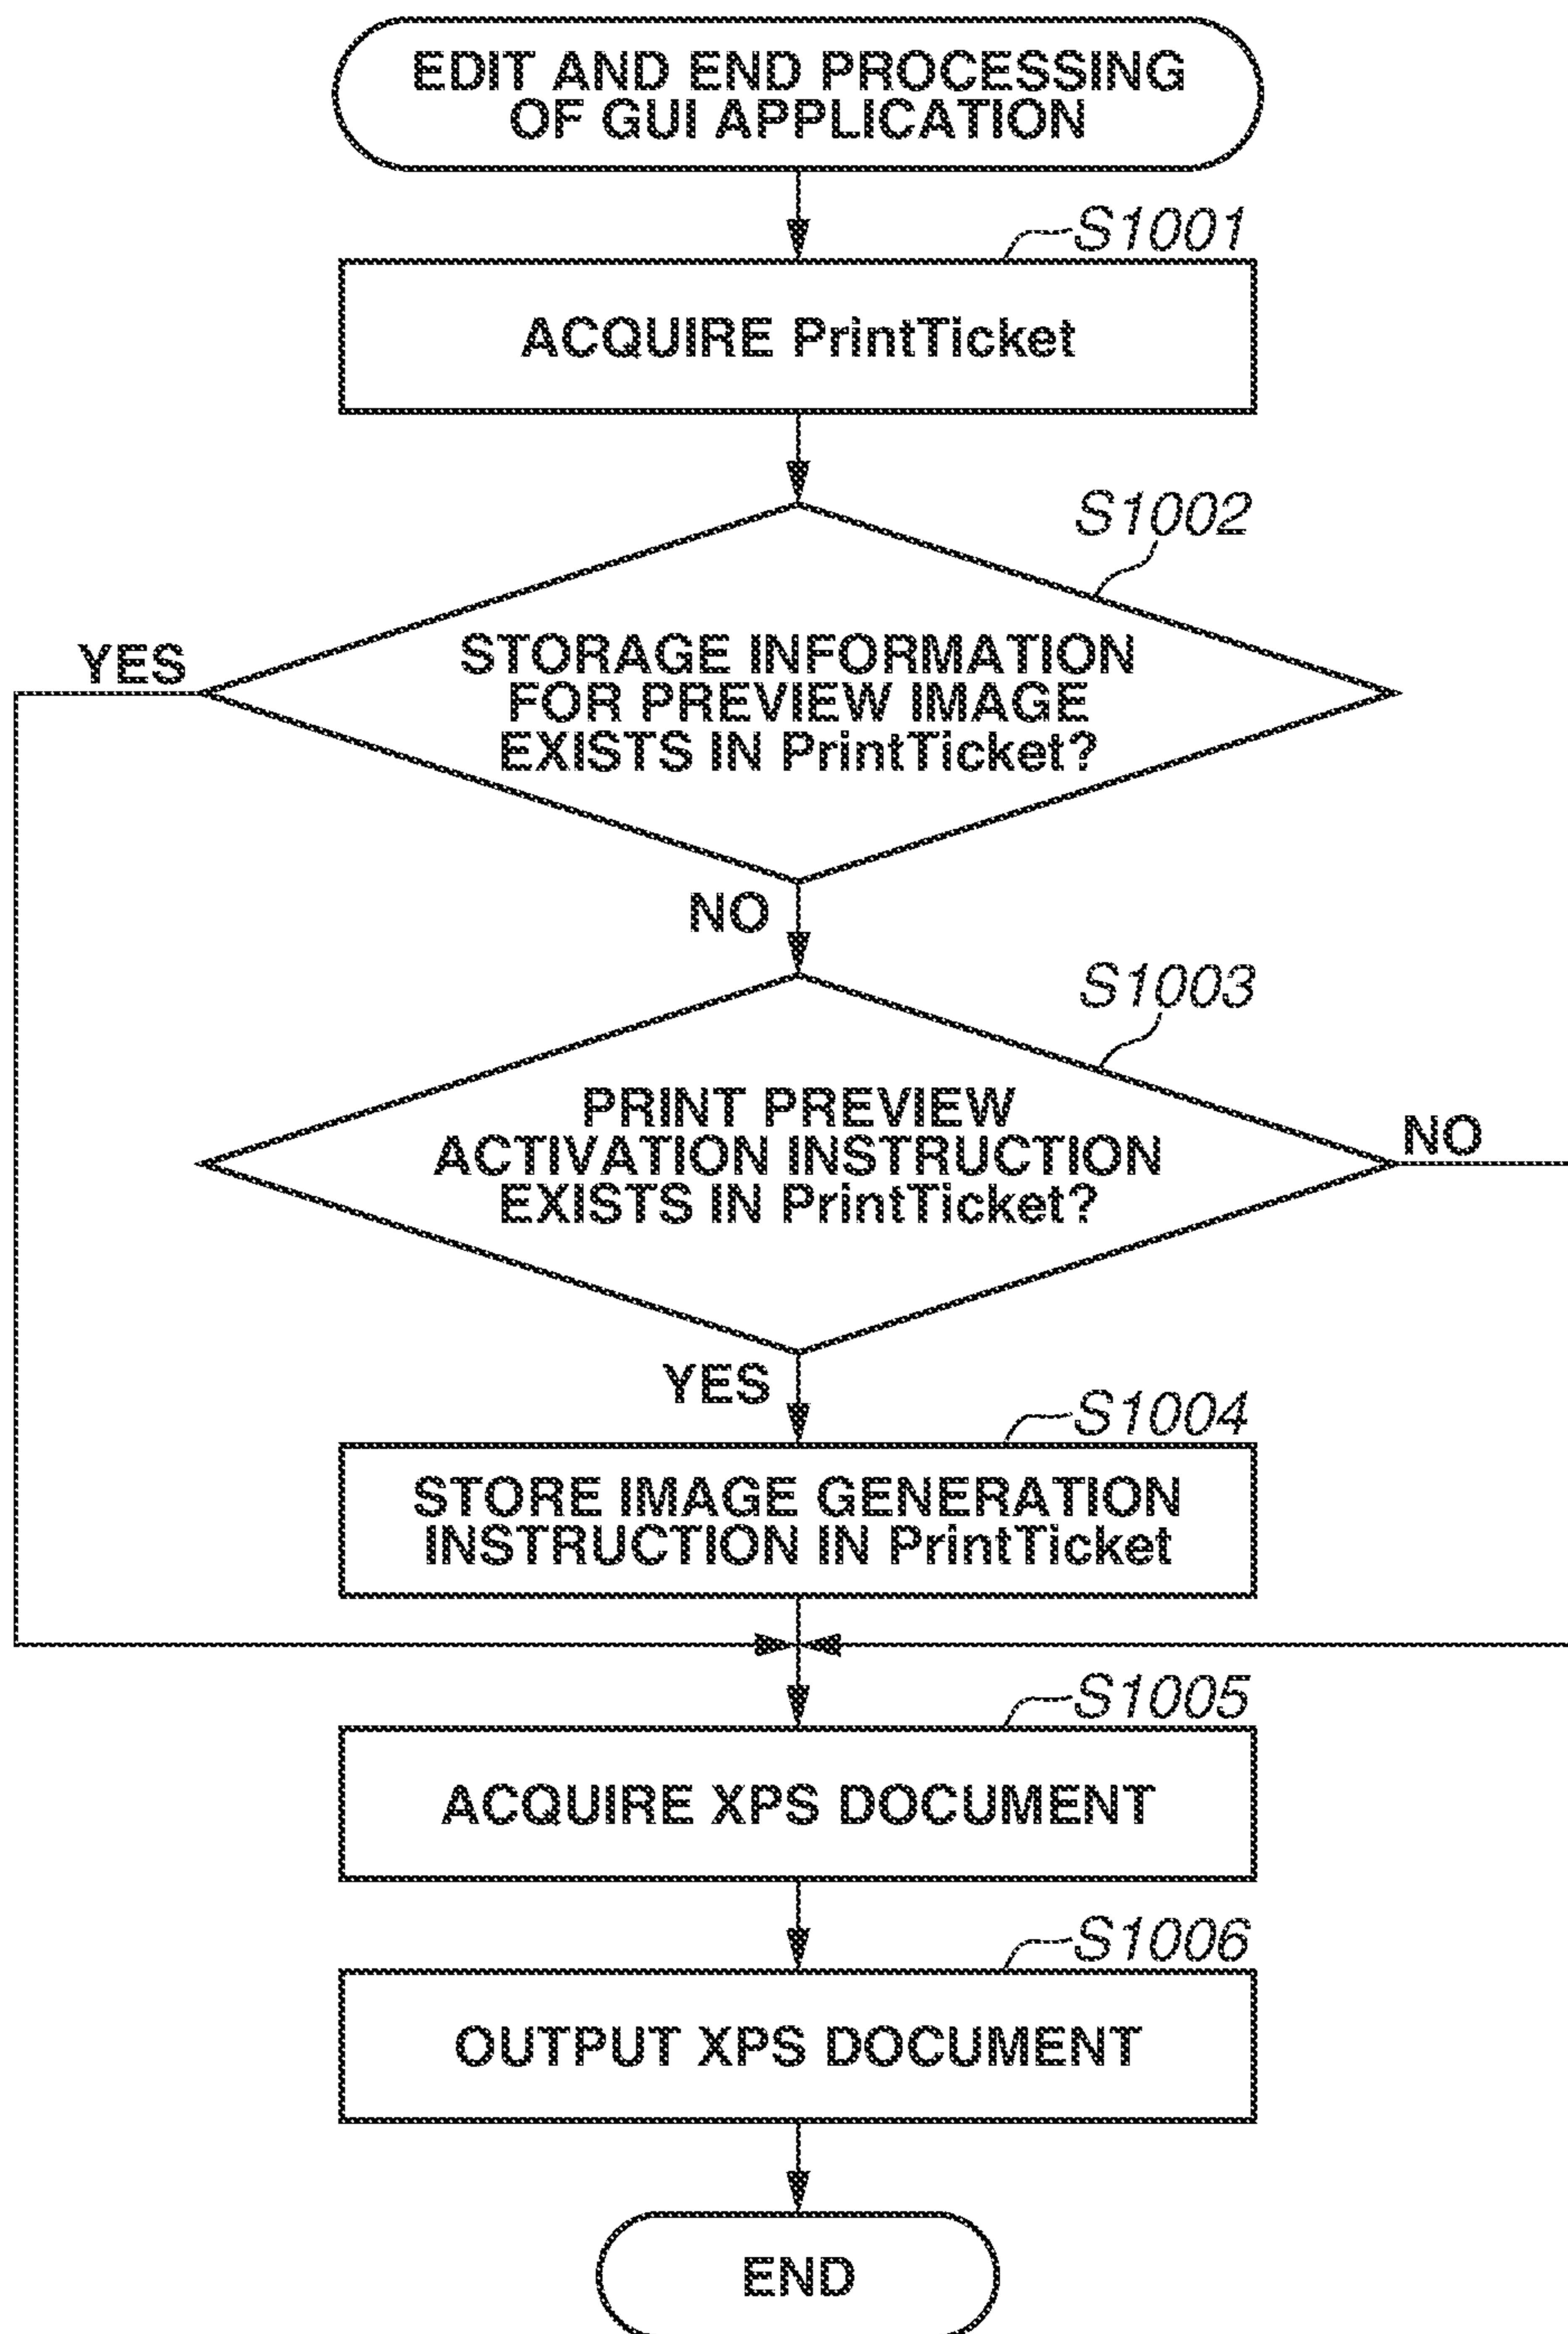 EDIT AND END PROCESSING
OF GUI APPLICATION
S1001
ACQUIRE PrintTicket
S1002
YES
STORAGE INFORMATION
FOR PREVIEW IMAGE
EXISTS IN PrintTicket?
NO
S1003
PRINT PREVIEW
ACTIVATION INSTRUCTION
EXISTS IN PrintTicket?
NO
YES
S1004
STORE IMAGE GENERATION
INSTRUCTION IN PrintTicket
S1005
ACQUIRE XPS DOCUMENT
S1006
OUTPUT XPS DOCUMENT
END